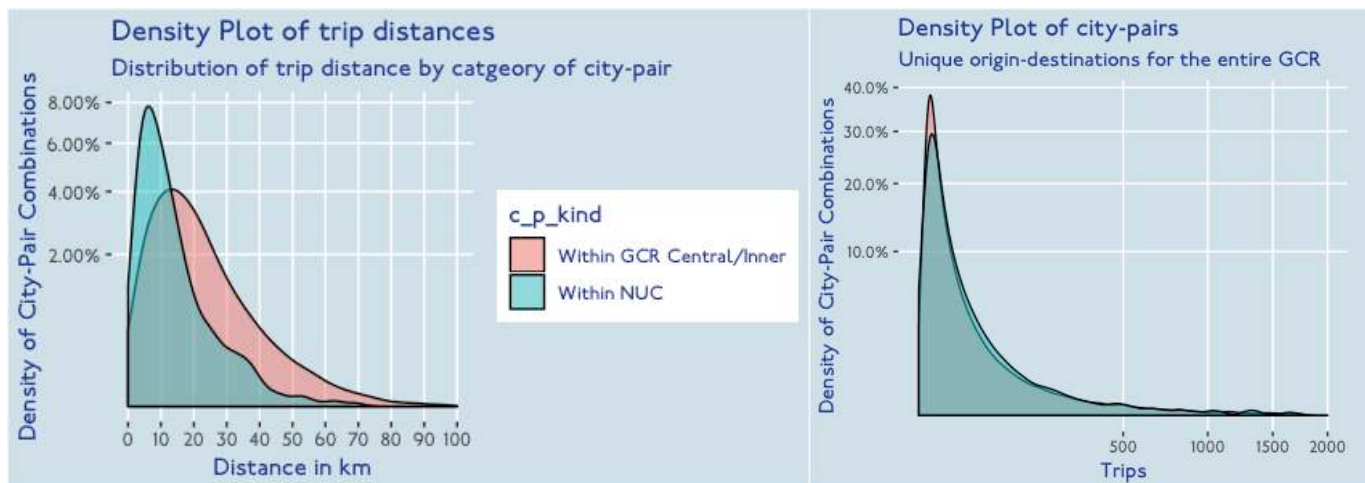 Density Plot of trip distances
Distribution of trip distance by catgeory of city-pair
Density of City-Pair Combinations
8.00%
6.00%
4.00%
2.00%
0 10 20 30 40 50 60 70 80 90 100
Distance in km
c_p_kind
Within GCR Central/Inner
Within NUC
Density Plot of city-pairs
Unique origin-destinations for the entire GCR
Density of City-Pair Combinations
40.0%
30.0%
20.0%
10.0%
500 1000 1500 2000
Trips